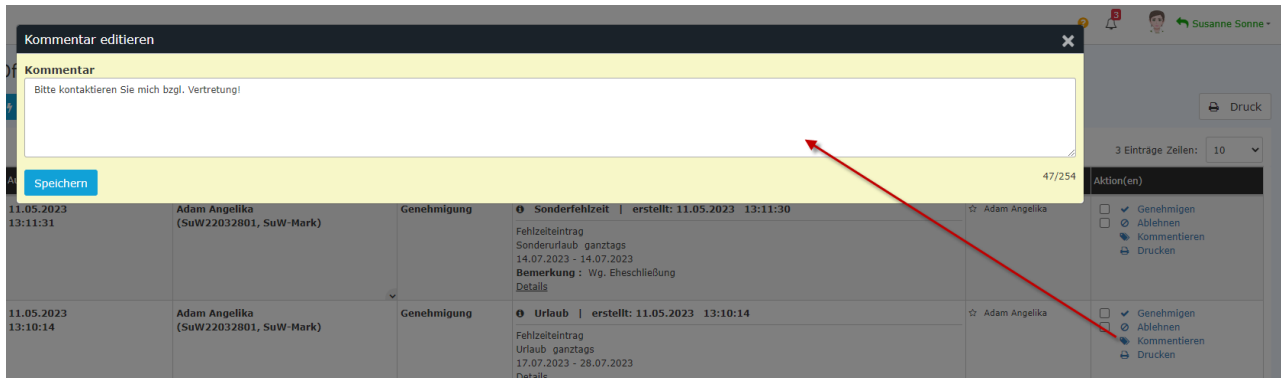 3
Susanne Sonne
Kommentar editieren
Kommentar
Bitte kontaktieren Sie mich bzgl. Vertretung!
Druck
3 Einträge Zeilen: 10
Speichern
47/254
Aktion(en)
11.05.2023
13:11:31
Adam Angelika
(SuW22032801, SuW-Mark)
Genehmigung
Sonderfehlzeit | erstellt: 11.05.2023 13:11:30
Fehlzeiteintrag
Sonderurlaub ganztags
14.07.2023 - 14.07.2023
Bemerkung : Wg. Eheschließung
Details
Adam Angelika
Genehmigen
Ablehnen
Kommentieren
Drucken
11.05.2023
13:10:14
Adam Angelika
(SuW22032801, SuW-Mark)
Genehmigung
Urlaub | erstellt: 11.05.2023 13:10:14
Fehlzeiteintrag
Urlaub ganztags
17.07.2023 - 28.07.2023
Details
Adam Angelika
Genehmigen
Ablehnen
Kommentieren
Drucken